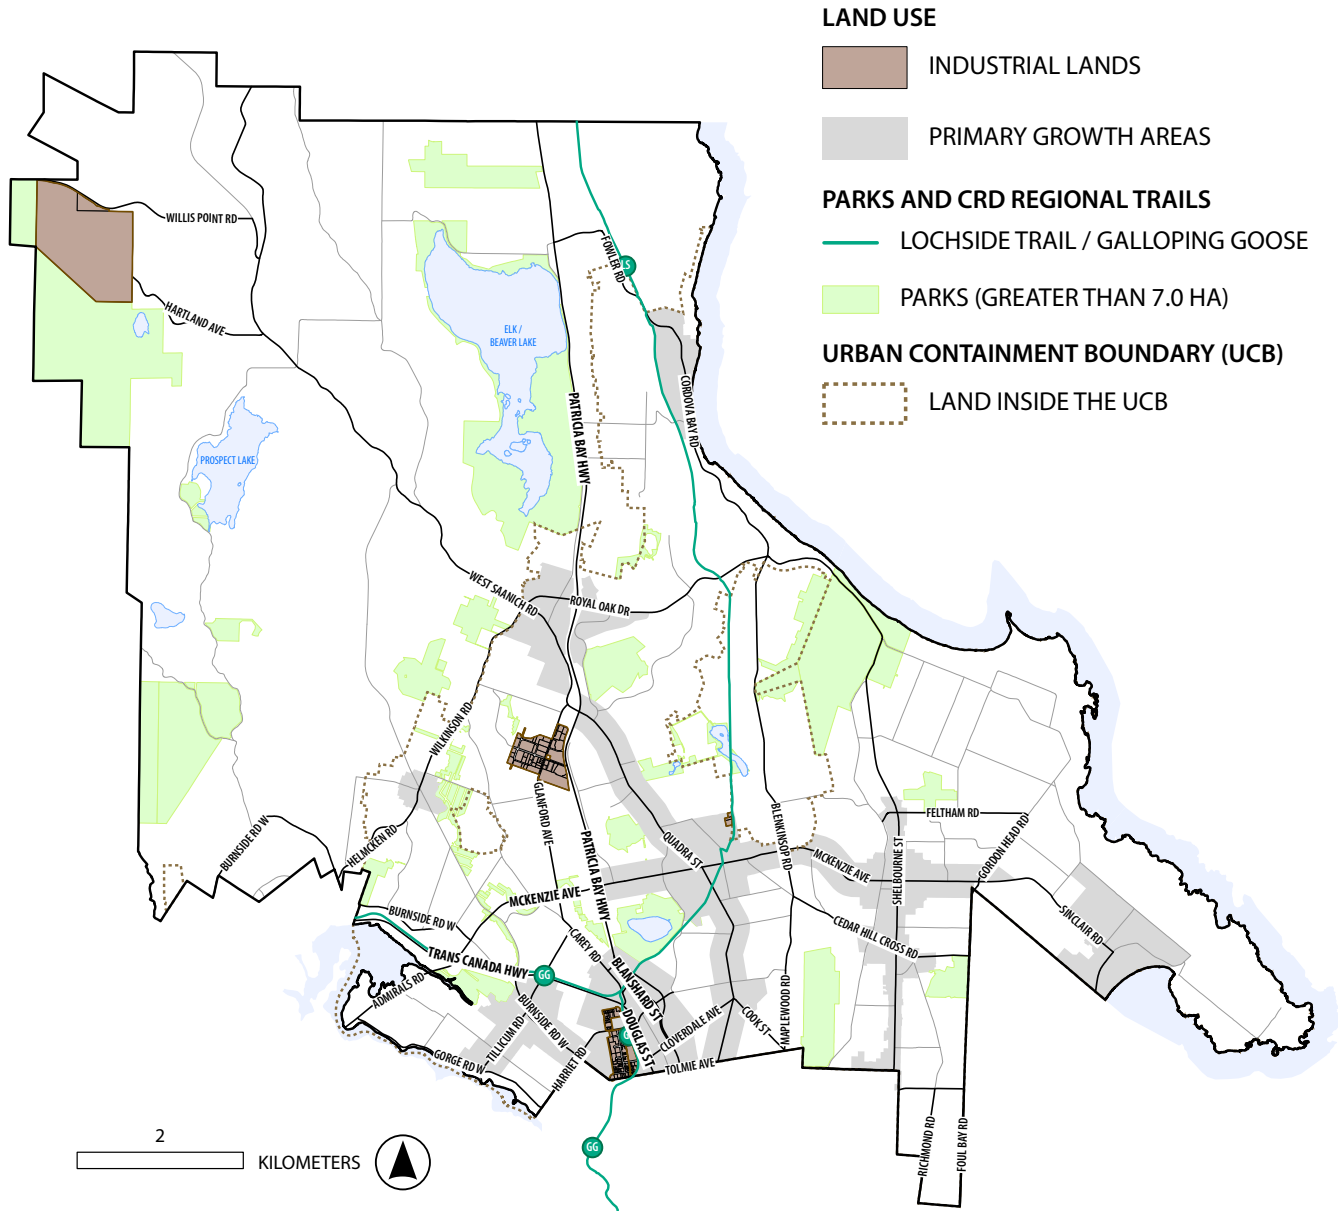 LAND USE
INDUSTRIAL LANDS
PRIMARY GROWTH AREAS
PARKS AND CRD REGIONAL TRAILS
LOCHSIDE TRAIL / GALLOPING GOOSE
PARKS (GREATER THAN 7.0 HA)
URBAN CONTAINMENT BOUNDARY (UCB)
LAND INSIDE THE UCB
WILLIS POINT RD
HARTLAND AVE
FOWLER RD
LS
ELK /
BEAVER LAKE
PATRICIA BAY HWY
CORDOVA BAY RD
PROSPECT LAKE
WEST SAANICH RD
ROYAL OAK DR
WILKINSON RD
GLANFORD AVE
PATRICIA BAY HWY
QUADRA ST
BLENKINSOP RD
FELTHAM RD
GORDON HEAD RD
BURNSIDE RD W
HELMCKEN RD
MCKENZIE AVE
MCKENZIE AVE
SHELBOURNE ST
BURNSIDE RD W
CAREY RD
CEDAR HILL CROSS RD
SINCLAIR RD
TRANS CANADA HWY
GG
BLANSHARD ST
ADMIRALS RD
TILLICUM RD
BURNSIDE RD W
DOUGLAS ST
CLOVERDALE AVE
COOK ST
MAPLEWOOD RD
GORGE RD W
HARRIET RD
TOLMIE AVE
RICHMOND RD
FOUL BAY RD
GG
2
KILOMETERS